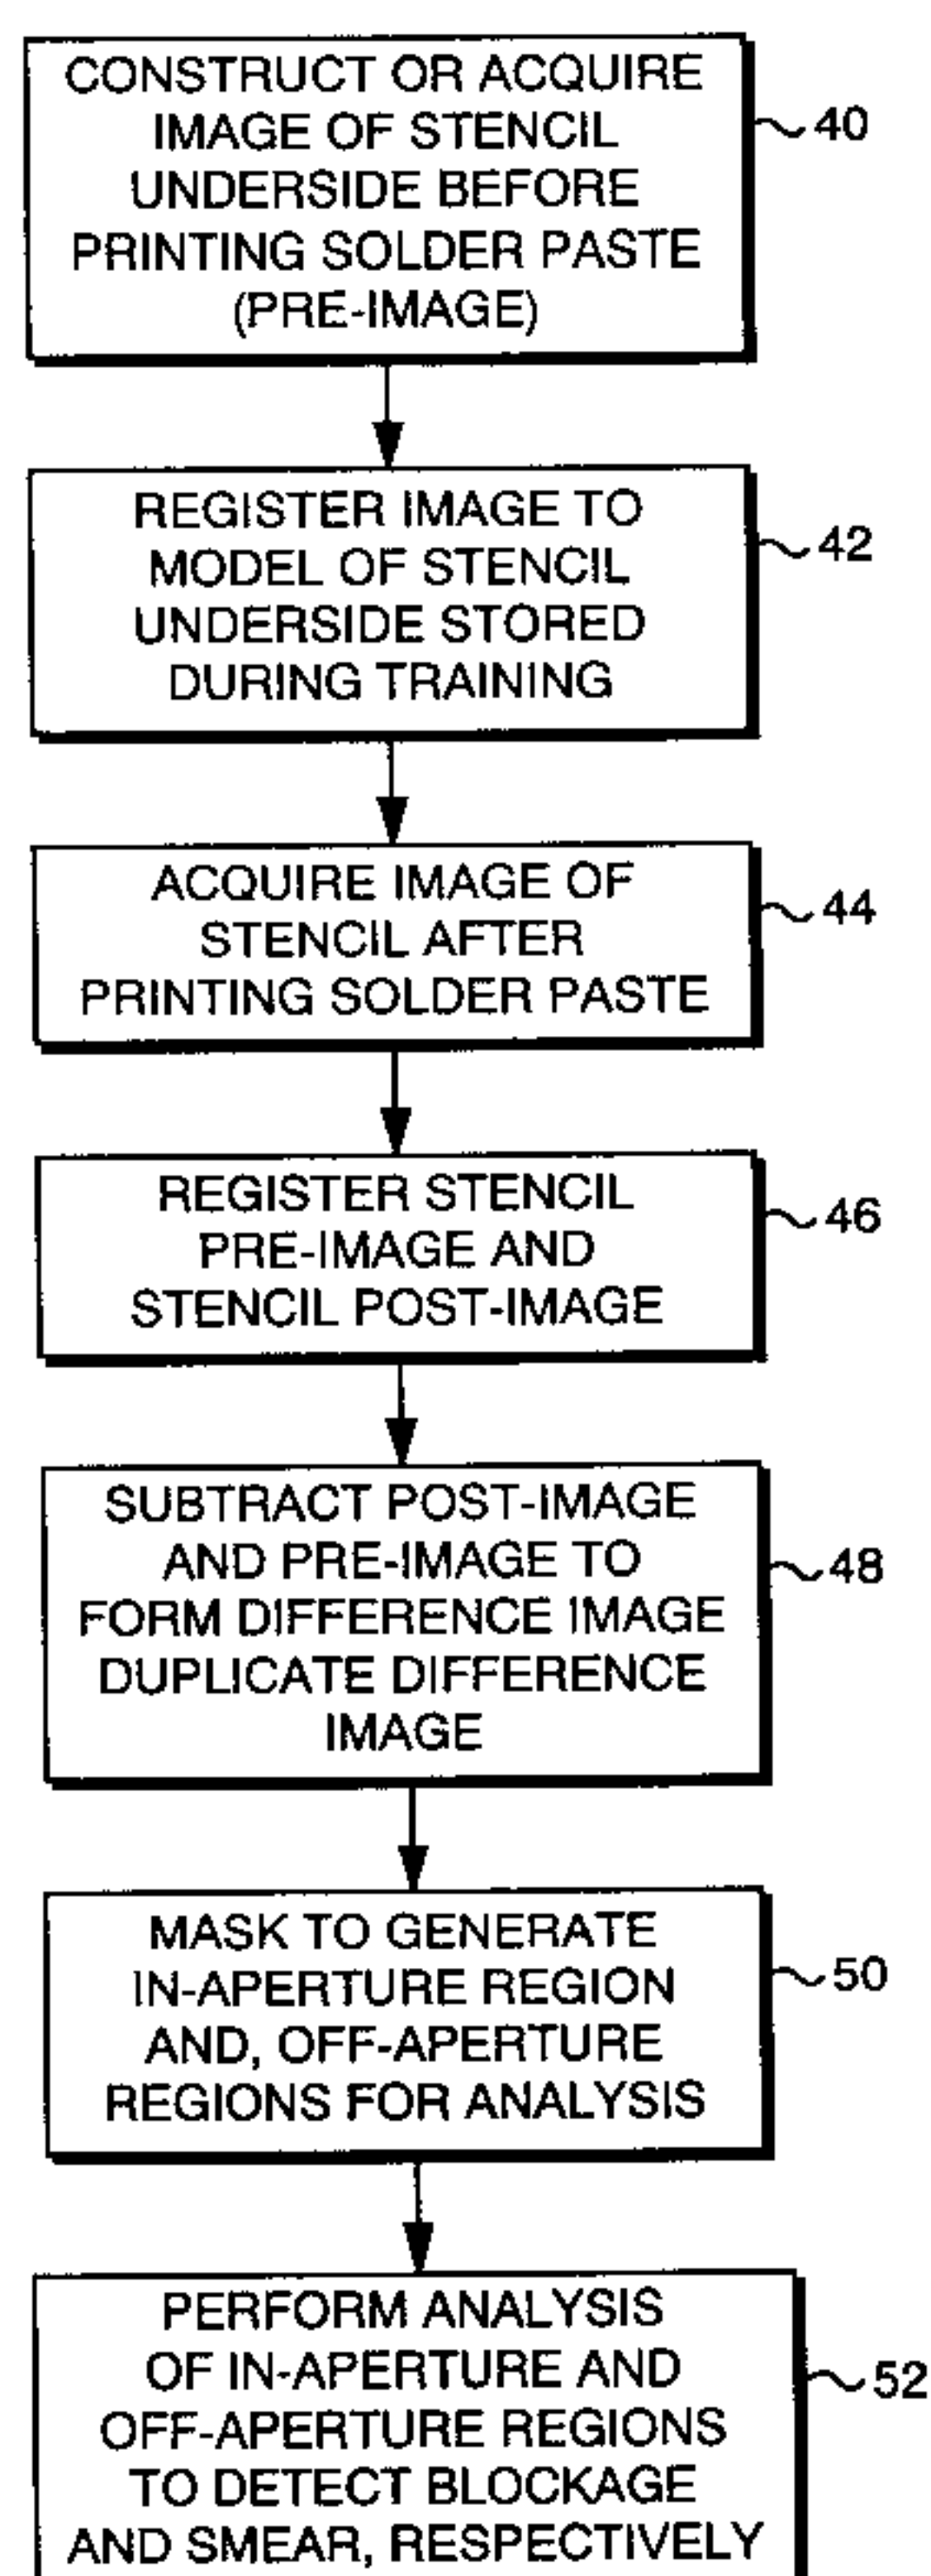 CONSTRUCT OR ACQUIRE
IMAGE OF STENCIL
UNDERSIDE BEFORE
PRINTING SOLDER PASTE
(PRE-IMAGE)
40
REGISTER IMAGE TO
MODEL OF STENCIL
UNDERSIDE STORED
DURING TRAINING
42
ACQUIRE IMAGE OF
STENCIL AFTER
PRINTING SOLDER PASTE
44
REGISTER STENCIL
PRE-IMAGE AND
STENCIL POST-IMAGE
46
SUBTRACT POST-IMAGE
AND PRE-IMAGE TO
FORM DIFFERENCE IMAGE
DUPLICATE DIFFERENCE
IMAGE
48
MASK TO GENERATE
IN-APERTURE REGION
AND, OFF-APERTURE
REGIONS FOR ANALYSIS
50
PERFORM ANALYSIS
OF IN-APERTURE AND
OFF-APERTURE REGIONS
TO DETECT BLOCKAGE
AND SMEAR, RESPECTIVELY
52